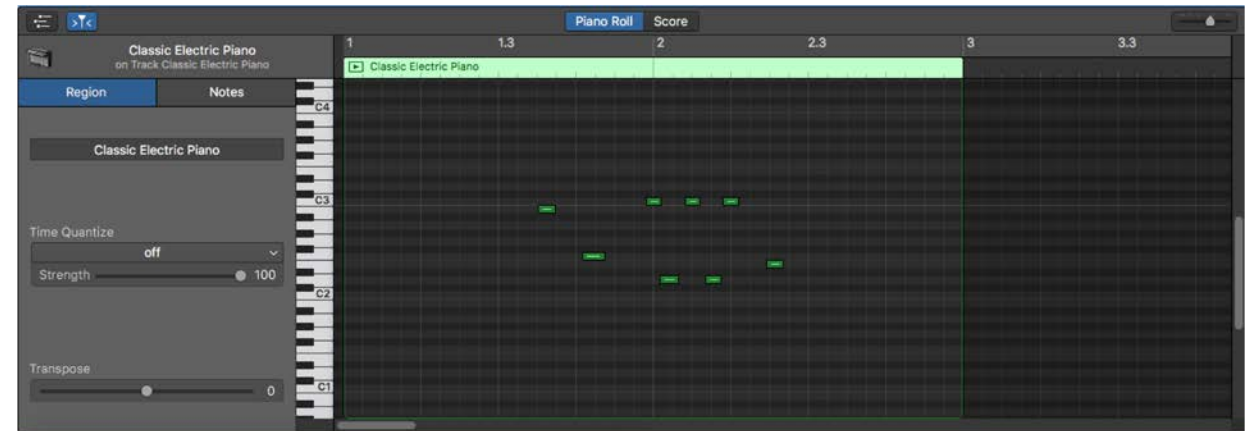 Piano Roll Score
Classic Electric Piano
on Track Classic Electric Piano
1 1.3 2 2.3 3 3.3
Classic Electric Piano
Region Notes
C4
Classic Electric Piano
C3
Time Quantize
off
Strength 100
C2
Transpose
0
C1